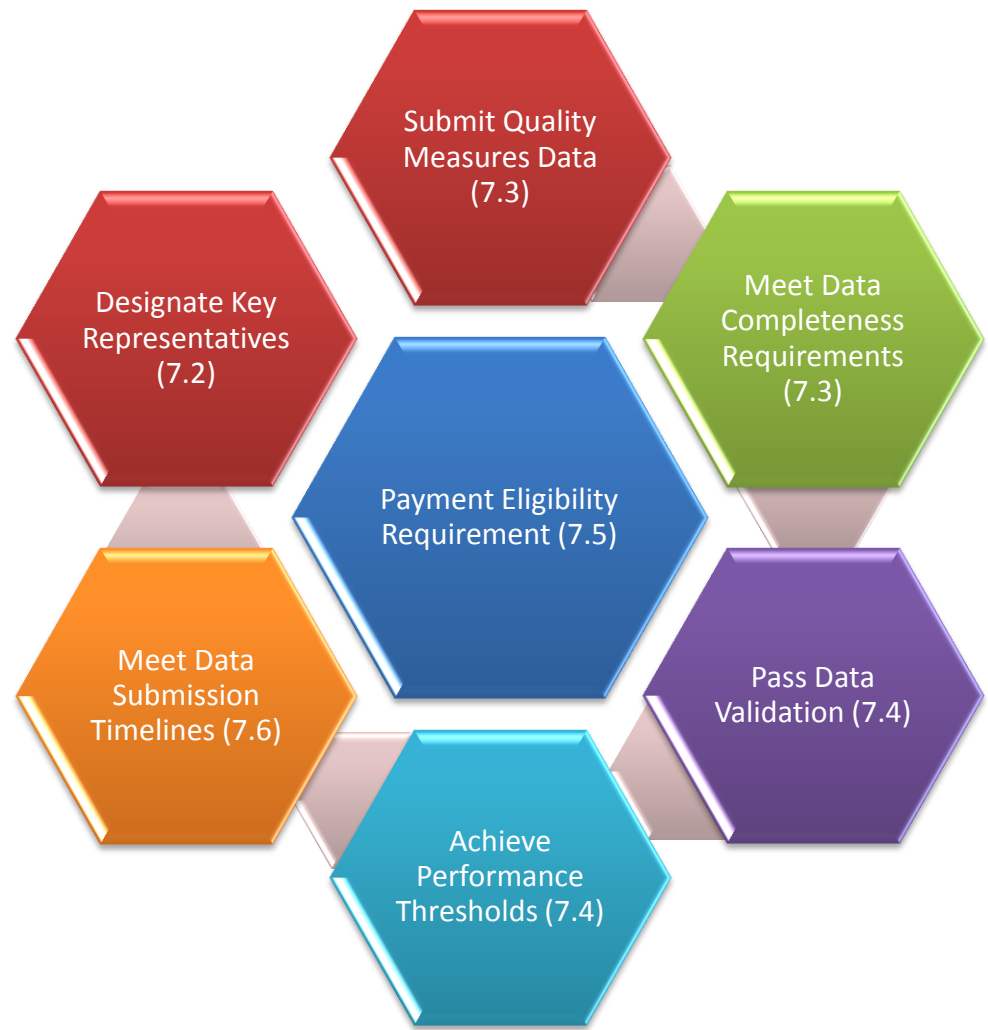 Submit Quality
Measures Data
(7.3)
Designate Key
Representatives
(7.2)
Meet Data
Completeness
Requirements
(7.3)
Payment Eligibility
Requirement (7.5)
Meet Data
Submission
Timelines (7.6)
Pass Data
Validation (7.4)
Achieve
Performance
Thresholds (7.4)